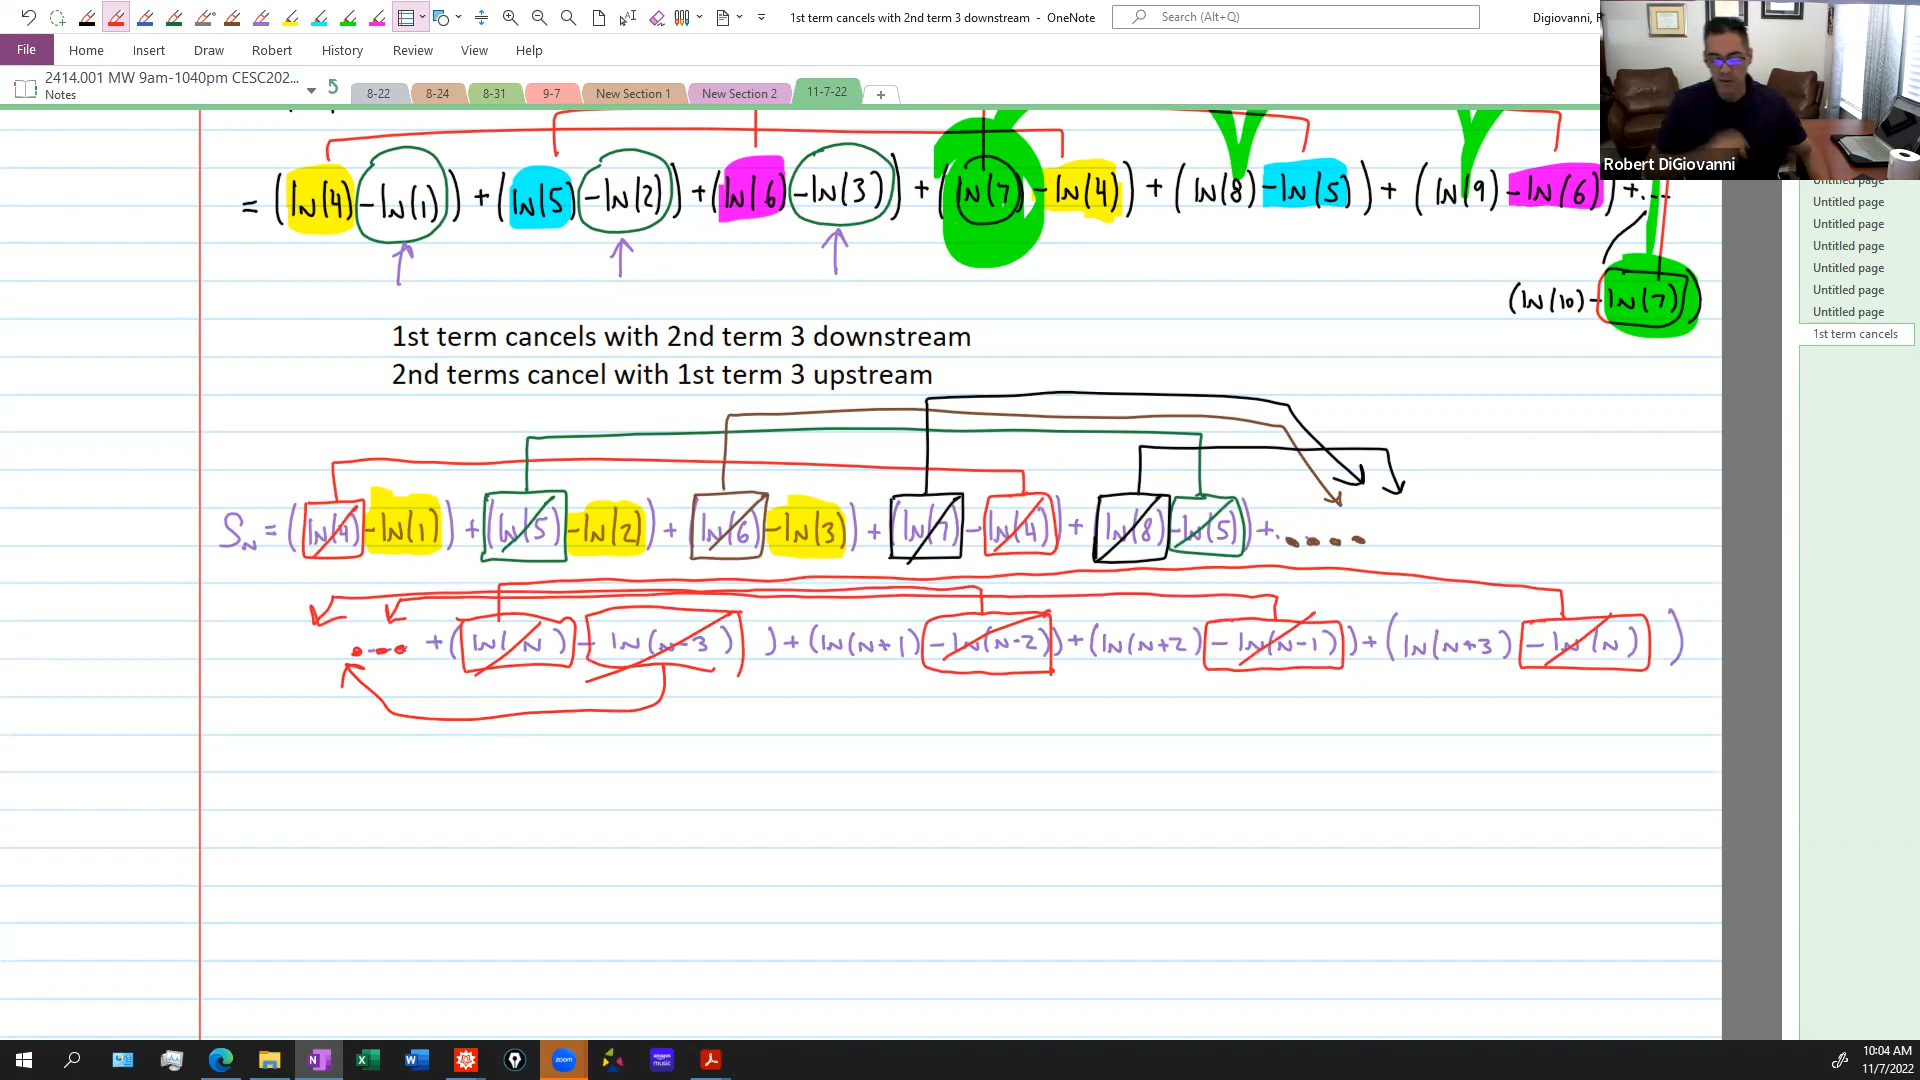 1st term cancels with 2nd term 3 downstream - OneNote
Search (Alt+Q)
Digiovanni, R
File Home Insert Draw Robert History Review View Help
2414.001 MW 9am-1040pm CESC202...
Notes
8-22 8-24 8-31 9-7 New Section 1 New Section 2 11-7-22 +
Robert DiGiovanni
= (ln(4) - ln(1)) + (ln(5) - ln(2)) + (ln(6) - ln(3)) + (ln(7) - ln(4)) + (ln(8) - ln(5)) + (ln(9) - ln(6)) + ...
(ln(10) - ln(7))
1st term cancels with 2nd term 3 downstream
2nd terms cancel with 1st term 3 upstream
SN = (ln(4) - ln(1)) + (ln(5) - ln(2)) + (ln(6) - ln(3)) + (ln(7) - ln(4)) + (ln(8) - ln(5)) + .....
.... + (ln(N) - ln(N-3)) + (ln(N+1) - ln(N-2)) + (ln(N+2) - ln(N-1)) + (ln(N+3) - ln(N))
Untitled page
Untitled page
Untitled page
Untitled page
Untitled page
Untitled page
Untitled page
1st term cancels
zoom
amazon music
10:04 AM
11/7/2022